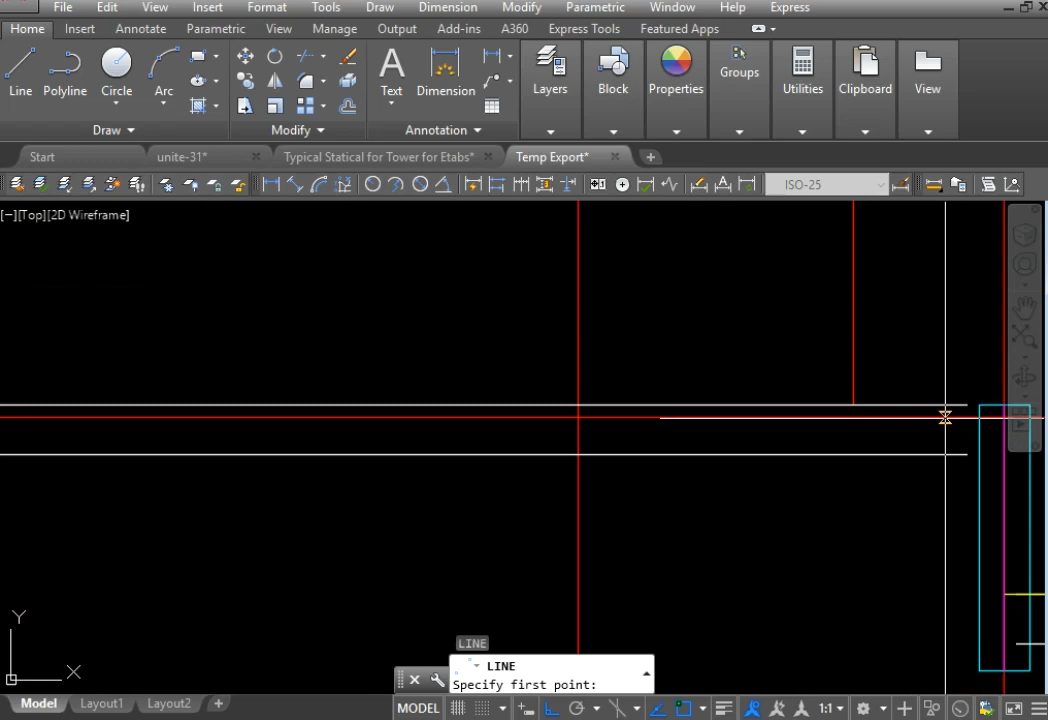 File Edit View Insert Format Tools Draw Dimension Modify Parametric Window Help Express
Home Insert Annotate Parametric View Manage Output Add-ins A360 Express Tools Featured Apps
Line Polyline Circle Arc Text Dimension Layers Block Properties Groups Utilities Clipboard View
Draw Modify Annotation
Start unite-31* Typical Statical for Tower for Etabs* Temp Export*
ISO-25
[−][Top][2D Wireframe]
Y
X
LINE
LINE
Specify first point:
Model Layout1 Layout2
MODEL 1:1